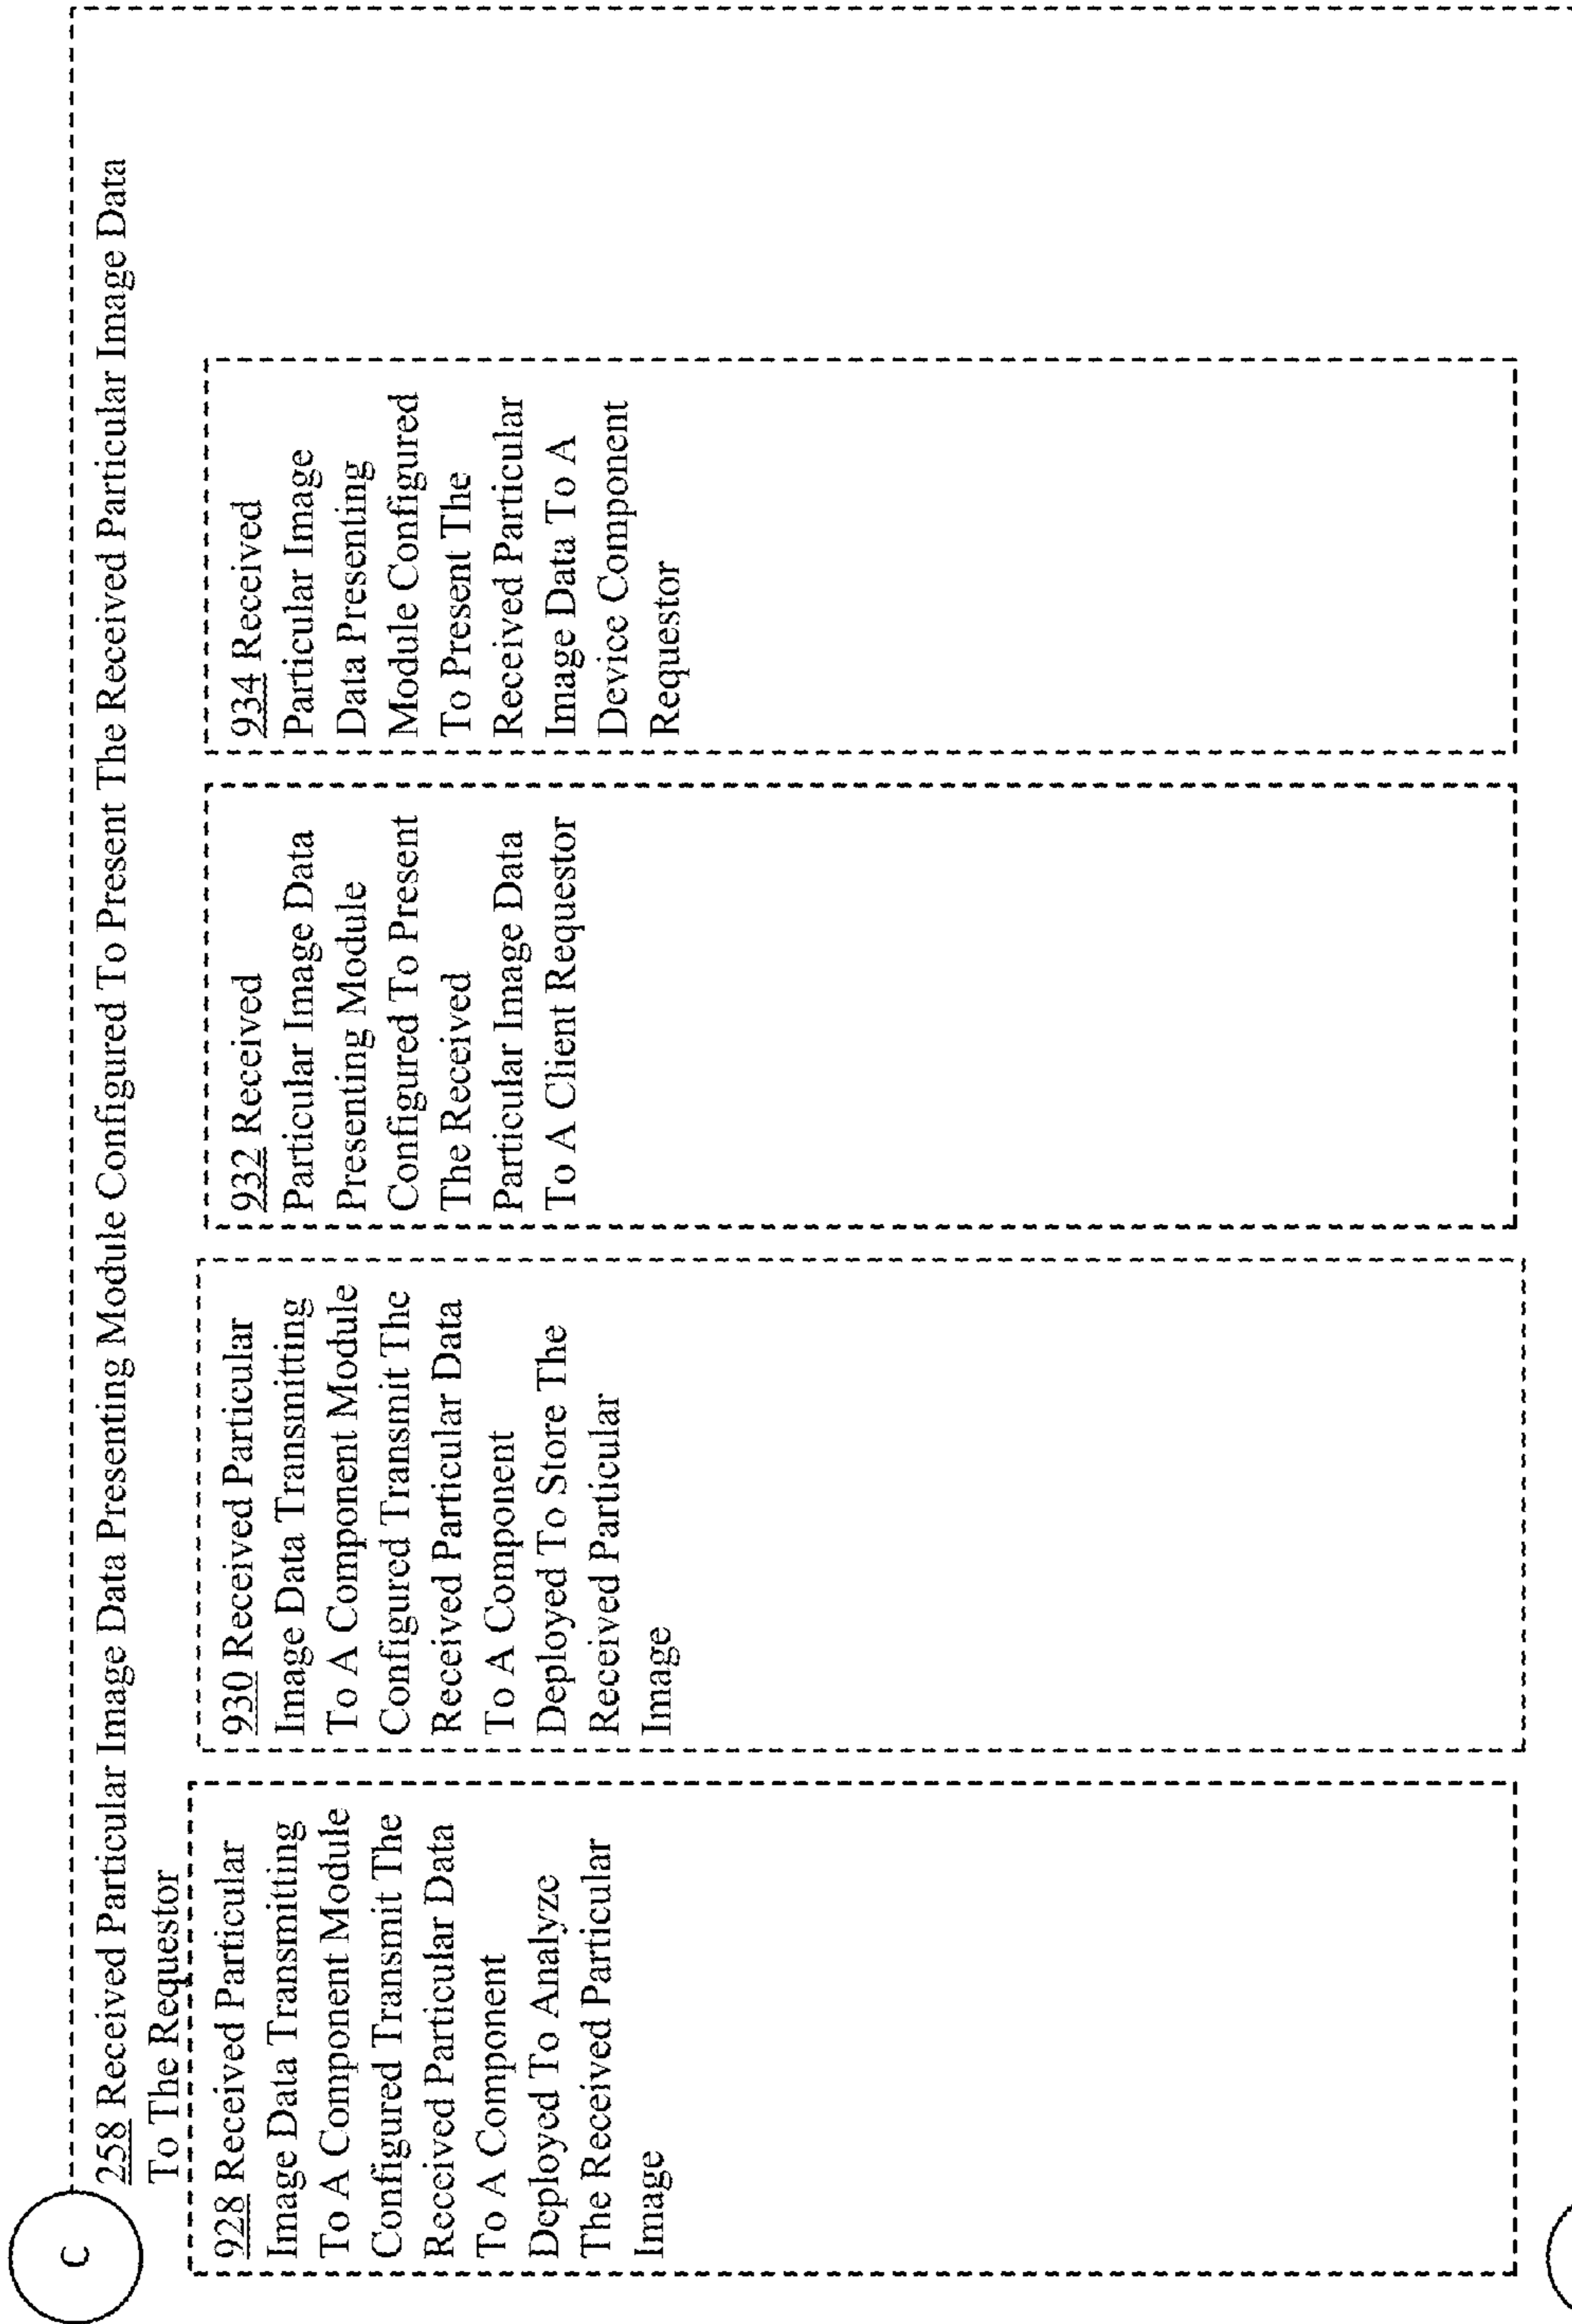 C
258 Received Particular Image Data Presenting Module Configured To Present The Received Particular Image Data
To The Requestor
928 Received Particular
Image Data Transmitting
To A Component Module
Configured Transmit The
Received Particular Data
To A Component
Deployed To Analyze
The Received Particular
Image
930 Received Particular
Image Data Transmitting
To A Component Module
Configured Transmit The
Received Particular Data
To A Component
Deployed To Store The
Received Particular
Image
932 Received
Particular Image Data
Presenting Module
Configured To Present
The Received
Particular Image Data
To A Client Requestor
934 Received
Particular Image
Data Presenting
Module Configured
To Present The
Received Particular
Image Data To A
Device Component
Requestor